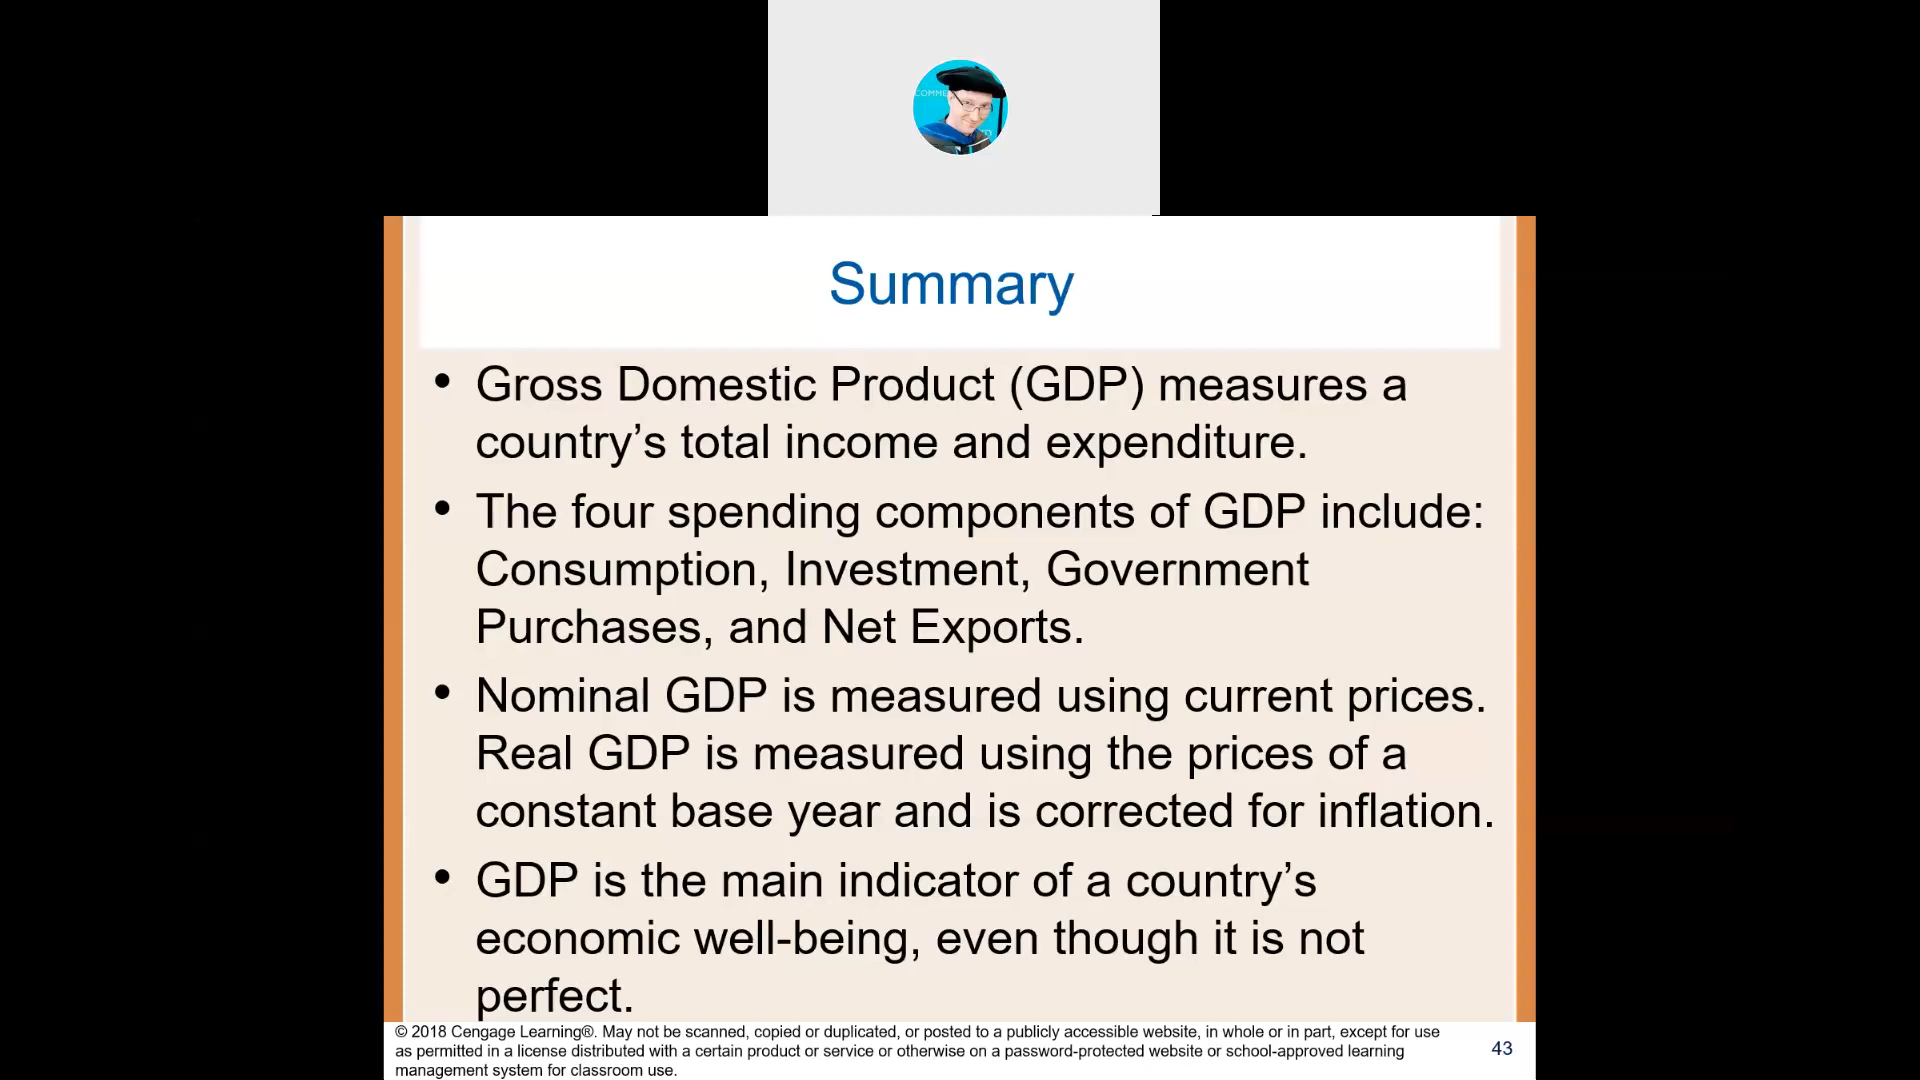 COMME
Summary
• Gross Domestic Product (GDP) measures a
country’s total income and expenditure.
• The four spending components of GDP include:
Consumption, Investment, Government
Purchases, and Net Exports.
• Nominal GDP is measured using current prices.
Real GDP is measured using the prices of a
constant base year and is corrected for inflation.
• GDP is the main indicator of a country’s
economic well-being, even though it is not
perfect.
© 2018 Cengage Learning®. May not be scanned, copied or duplicated, or posted to a publicly accessible website, in whole or in part, except for use
as permitted in a license distributed with a certain product or service or otherwise on a password-protected website or school-approved learning
management system for classroom use.
43